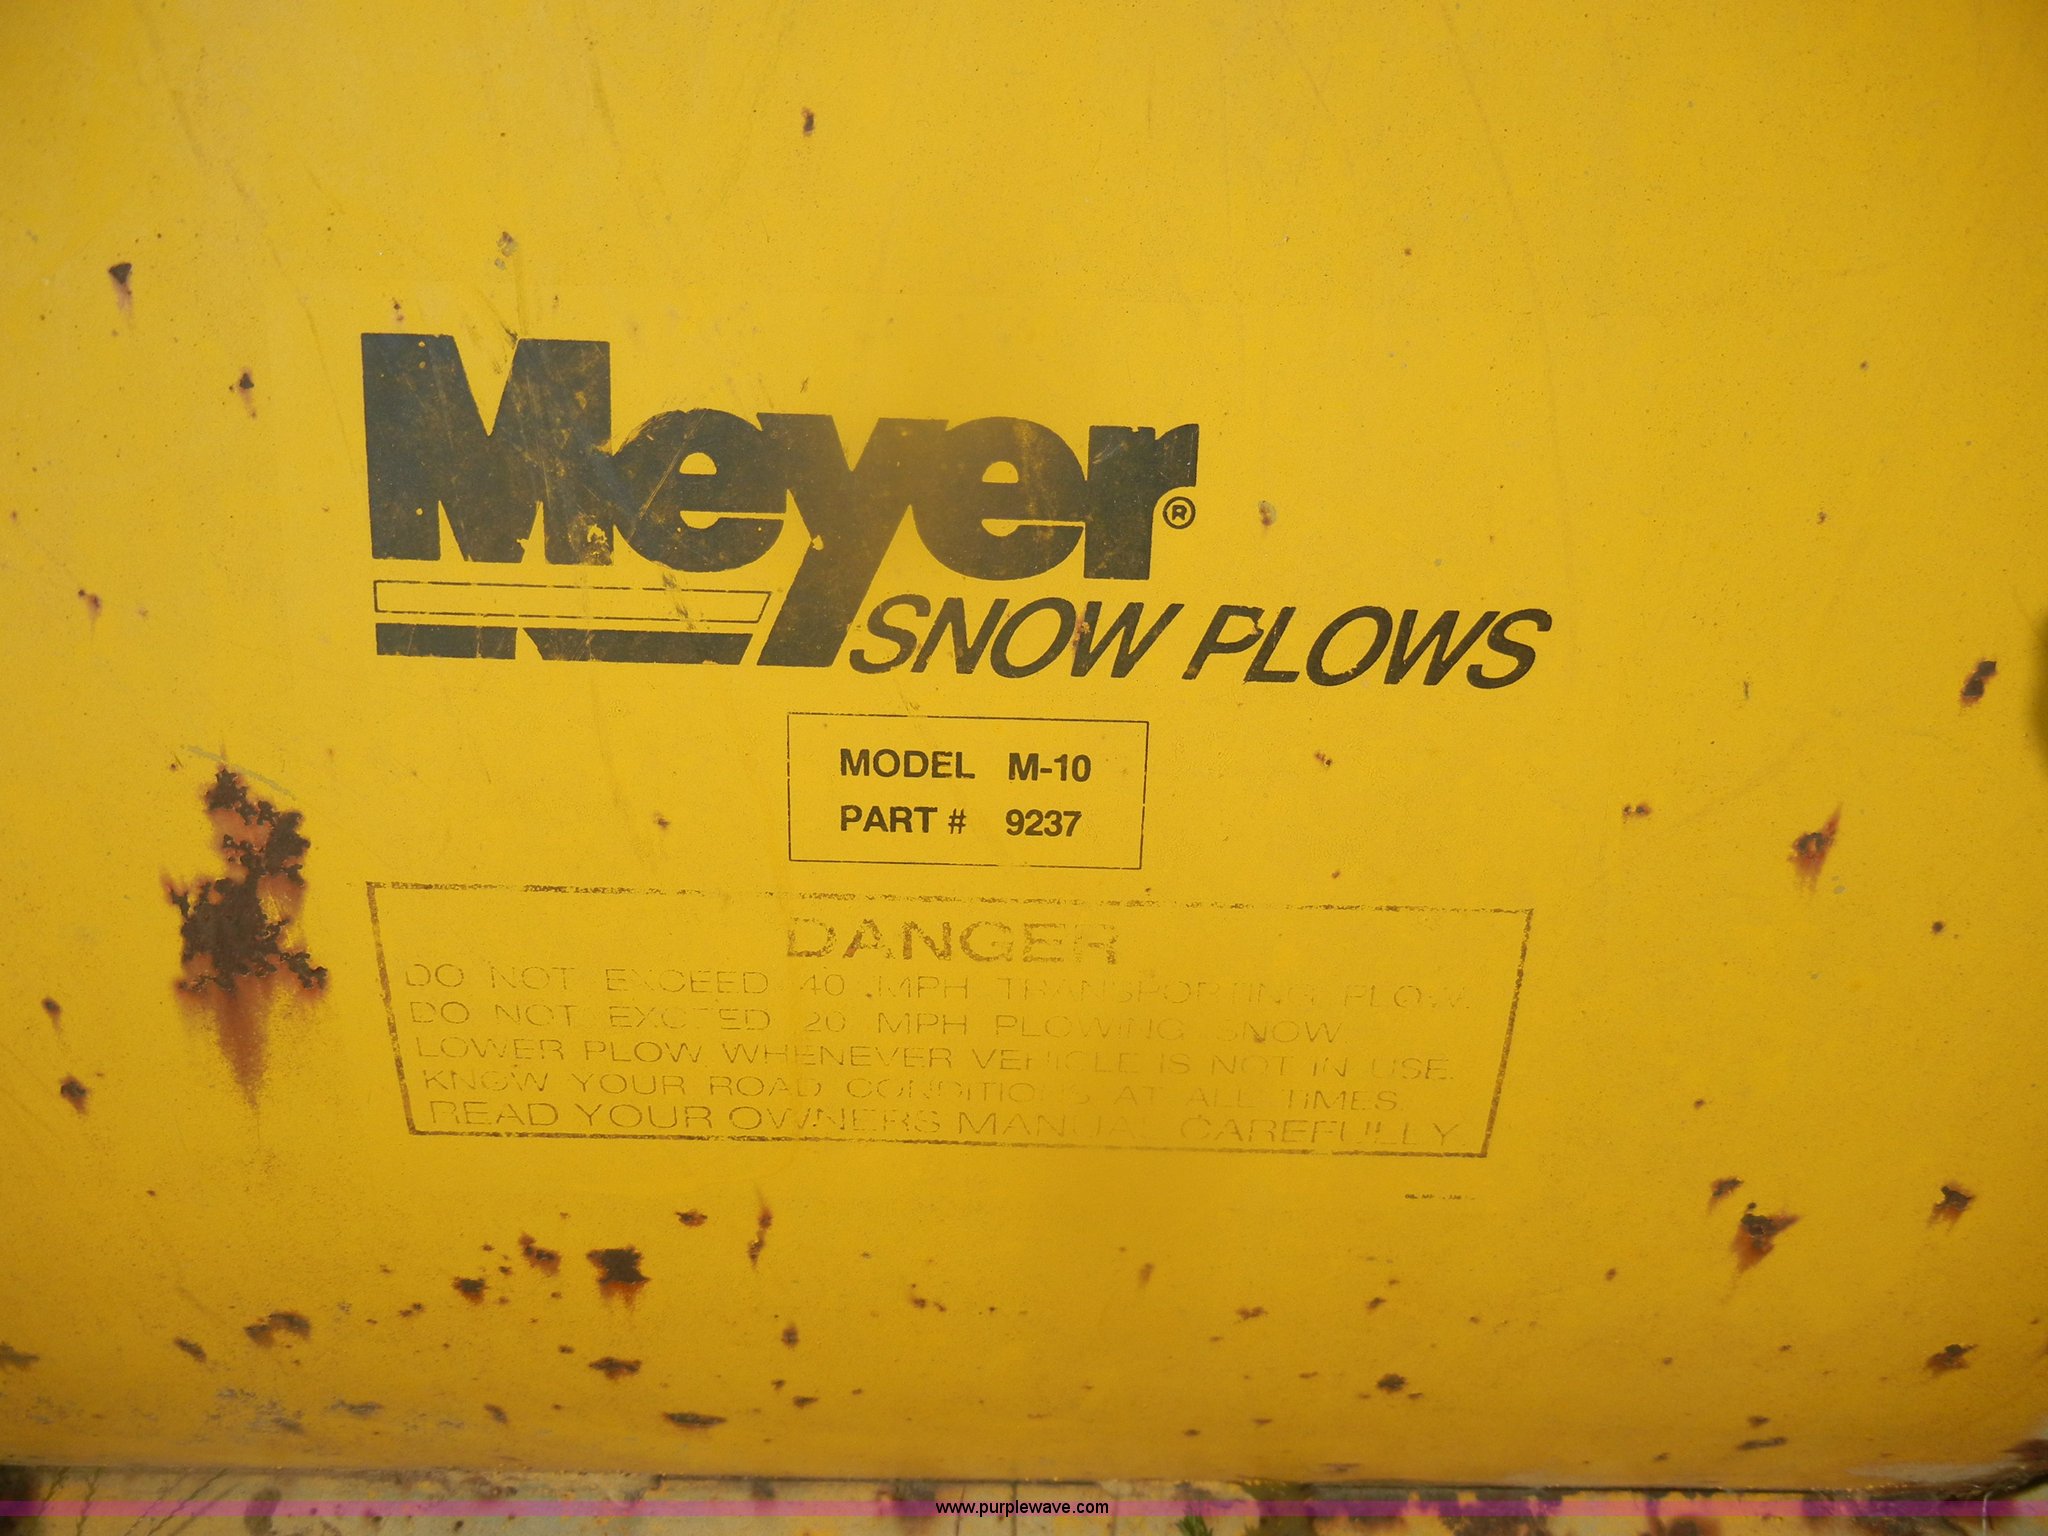 Meyer®
SNOW PLOWS
MODEL M-10
PART # 9237
DANGER
DO NOT EXCEED 40 MPH TRANSPORTING PLOW.
DO NOT EXCEED 20 MPH PLOWING SNOW
LOWER PLOW WHENEVER VEHICLE IS NOT IN USE.
KNOW YOUR ROAD CONDITIONS AT ALL TIMES.
READ YOUR OWNERS MANUAL CAREFULLY
www.purplewave.com